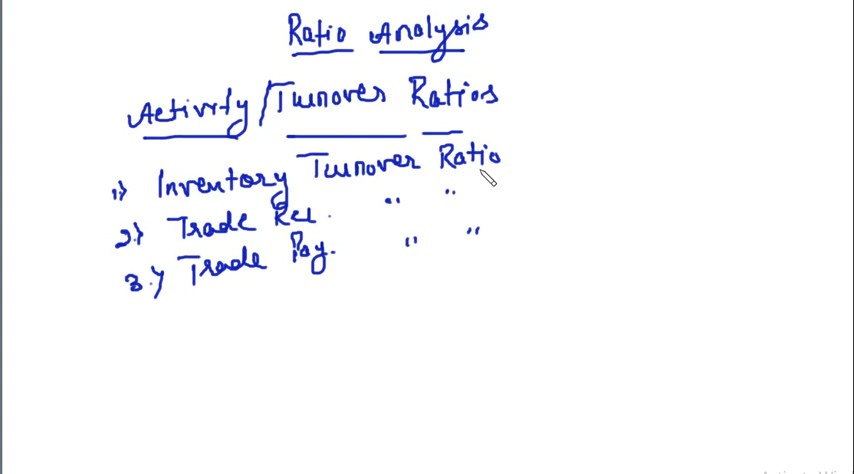 Ratio Analysis
Activity/Turnover Ratios
1) Inventory Turnover Ratio
2) Trade Rec. " "
3.) Trade Pay. " "